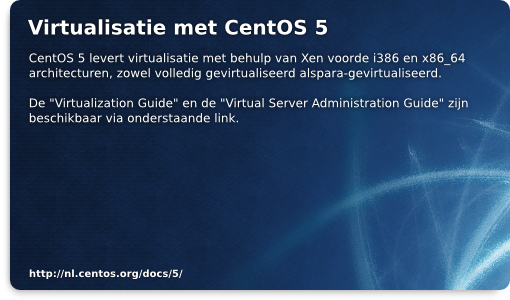 Virtualisatie met CentOS 5
CentOS 5 levert virtualisatie met behulp van Xen voorde i386 en x86_64
architecturen, zowel volledig gevirtualiseerd alspara-gevirtualiseerd.
De "Virtualization Guide" en de "Virtual Server Administration Guide" zijn
beschikbaar via onderstaande link.
http://nl.centos.org/docs/5/